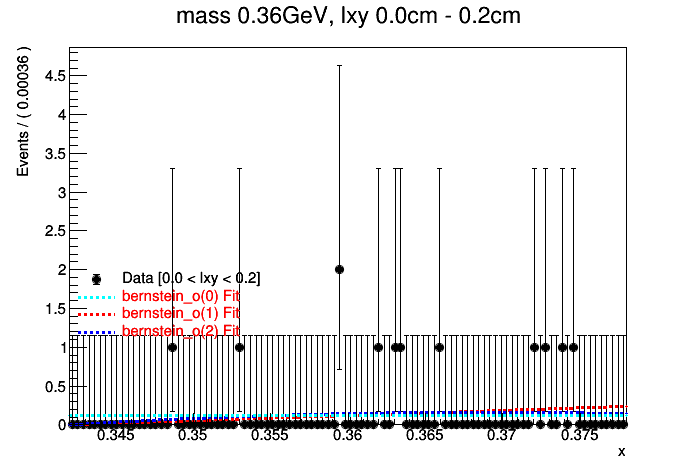 mass 0.36GeV, lxy 0.0cm - 0.2cm
Events / ( 0.00036 )
4.5
4
3.5
3
2.5
2
1.5
1
0.5
0
Data [0.0 < lxy < 0.2]
bernstein_o(0) Fit
bernstein_o(1) Fit
bernstein_o(2) Fit
0.345 0.35 0.355 0.36 0.365 0.37 0.375
x